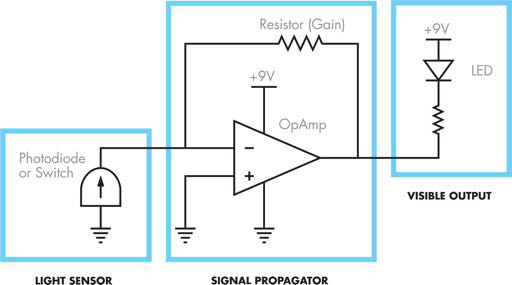 Resistor (Gain)
+9V
+9V
LED
OpAmp
−
+
Photodiode
or Switch
VISIBLE OUTPUT
LIGHT SENSOR
SIGNAL PROPAGATOR